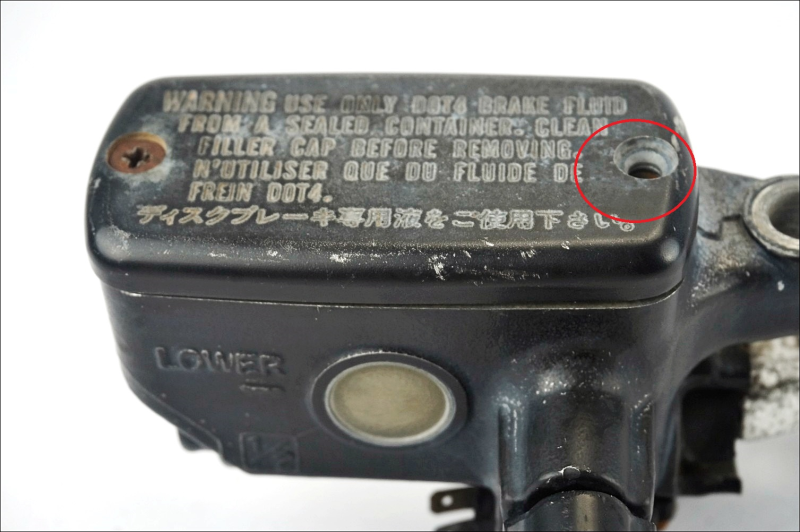 WARNING USE ONLY DOT4 BRAKE FLUID
FROM A SEALED CONTAINER. CLEAN
FILLER CAP BEFORE REMOVING.
N'UTILISER QUE DU FLUIDE DE
FREIN DOT4.
ディスクブレーキ専用液をご使用下さい。
LOWER